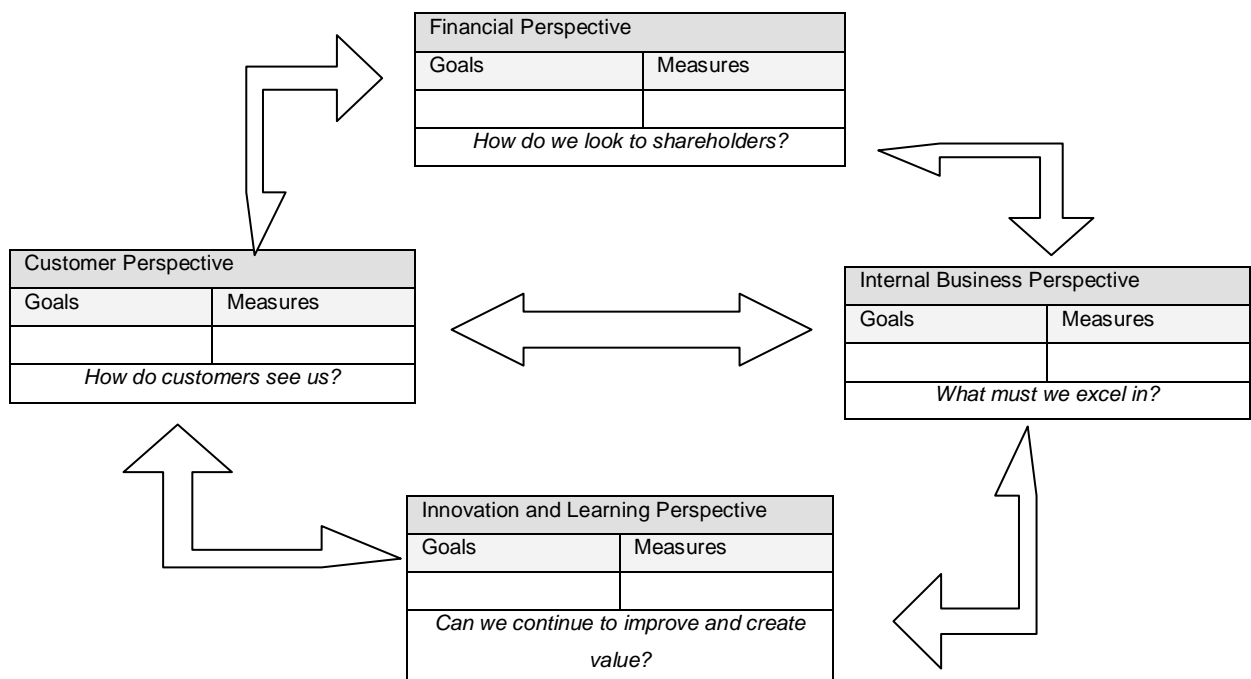 Financial Perspective
Goals Measures
How do we look to shareholders?
Customer Perspective
Goals Measures
How do customers see us?
Internal Business Perspective
Goals Measures
What must we excel in?
Innovation and Learning Perspective
Goals Measures
Can we continue to improve and create
value?